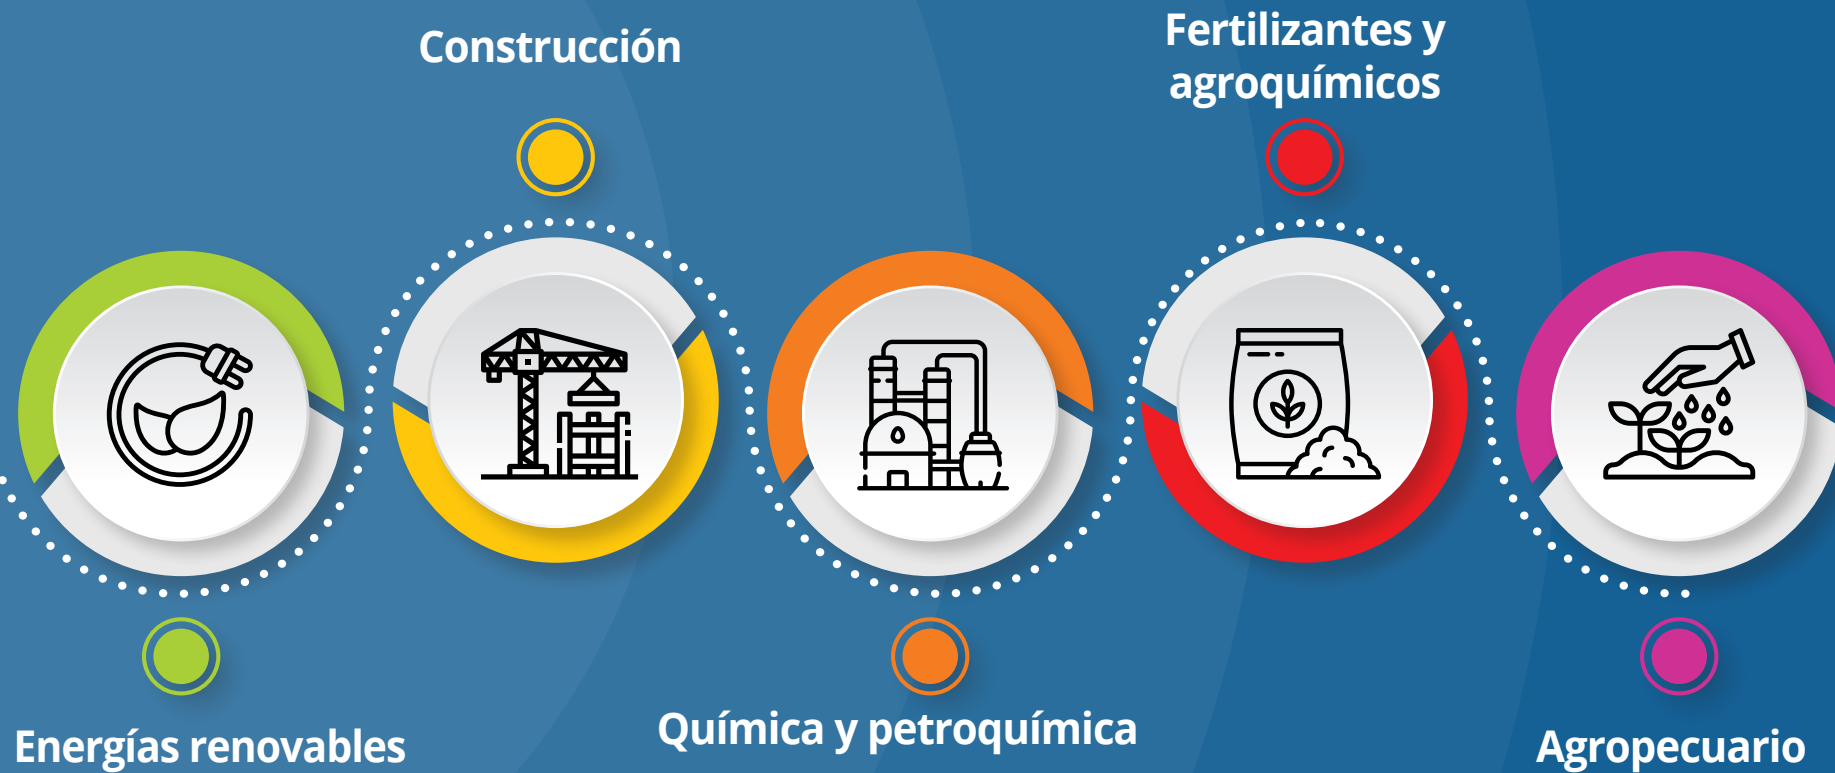 Construcción
Fertilizantes y
agroquímicos
Energías renovables
Química y petroquímica
Agropecuario